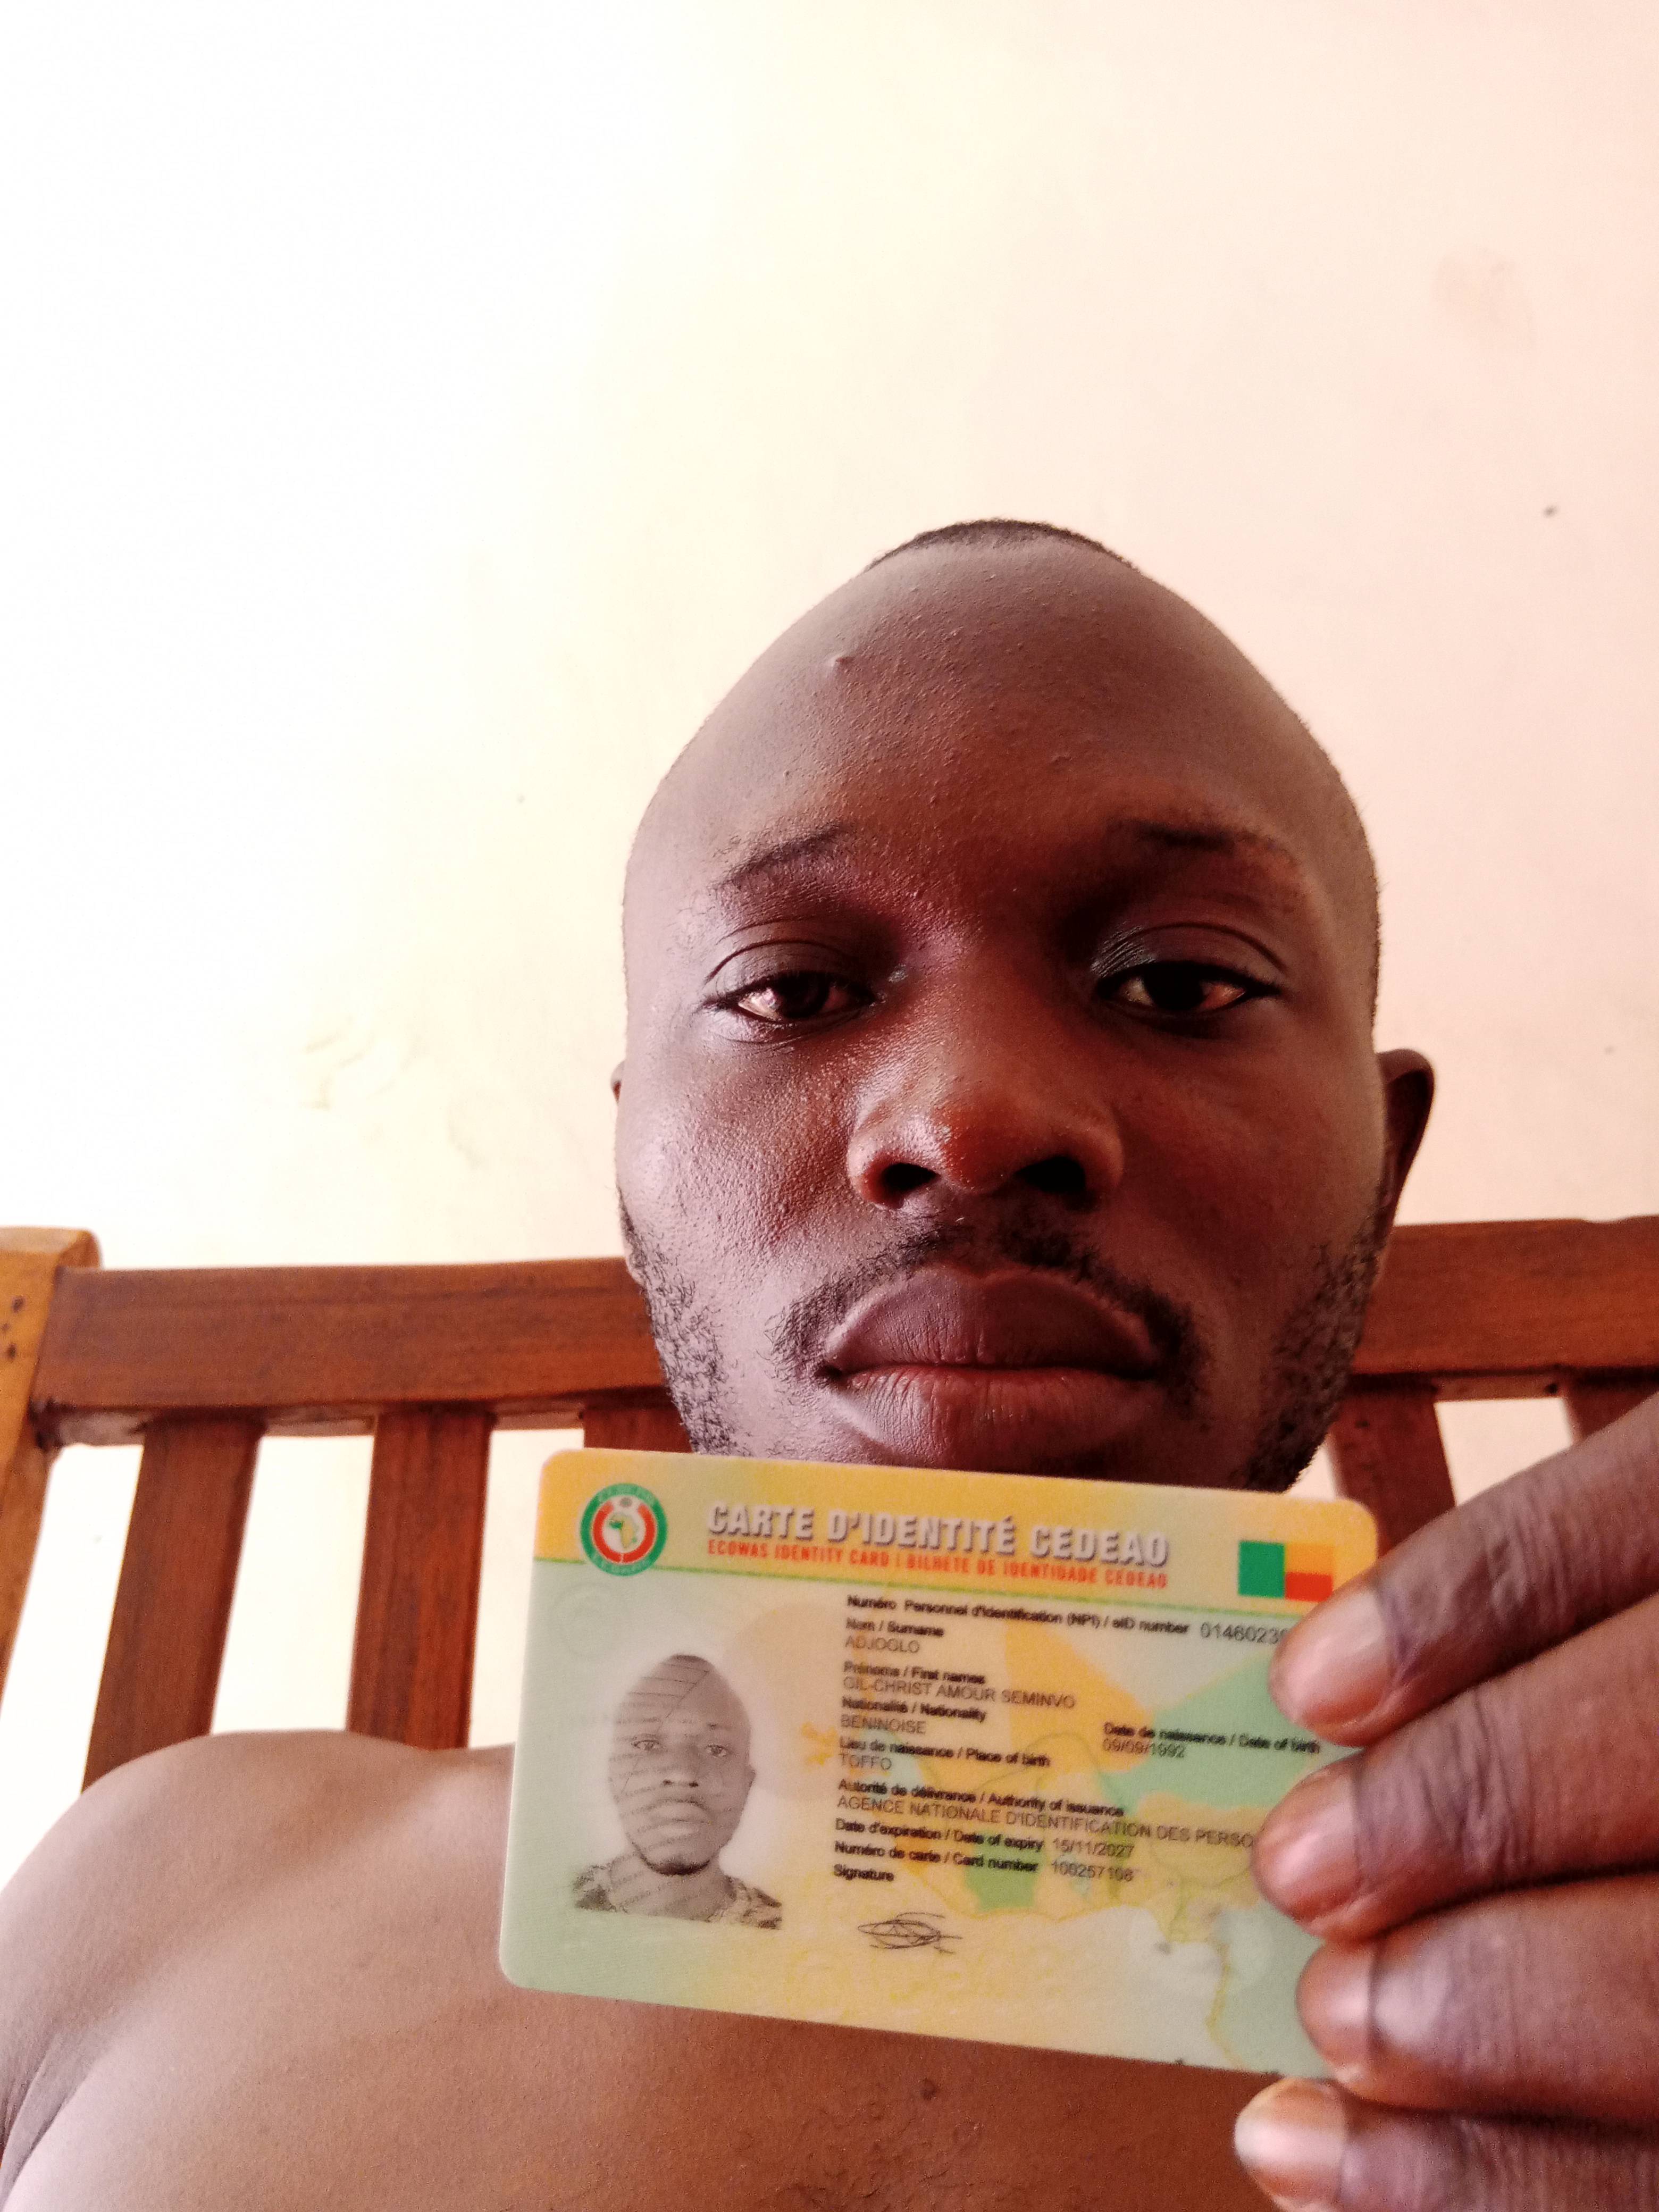 CARTE D'IDENTITÉ CEDEAO
ECOWAS IDENTITY CARD | BILHETE DE IDENTIDADE CEDEAO
Numéro Personnel d'Identification (NPI) / eID number 0146023
Nom / Surname
ADJOGLO
Prénoms / First names
GIL-CHRIST AMOUR SEMINVO
Nationalité / Nationality
BENINOISE
Date de naissance / Date of birth
09/09/1992
Lieu de naissance / Place of birth
TOFFO
Autorité de délivrance / Authority of issuance
AGENCE NATIONALE D'IDENTIFICATION DES PERSO
Date d'expiration / Date of expiry 15/11/2027
Numéro de carte / Card number 100257108
Signature